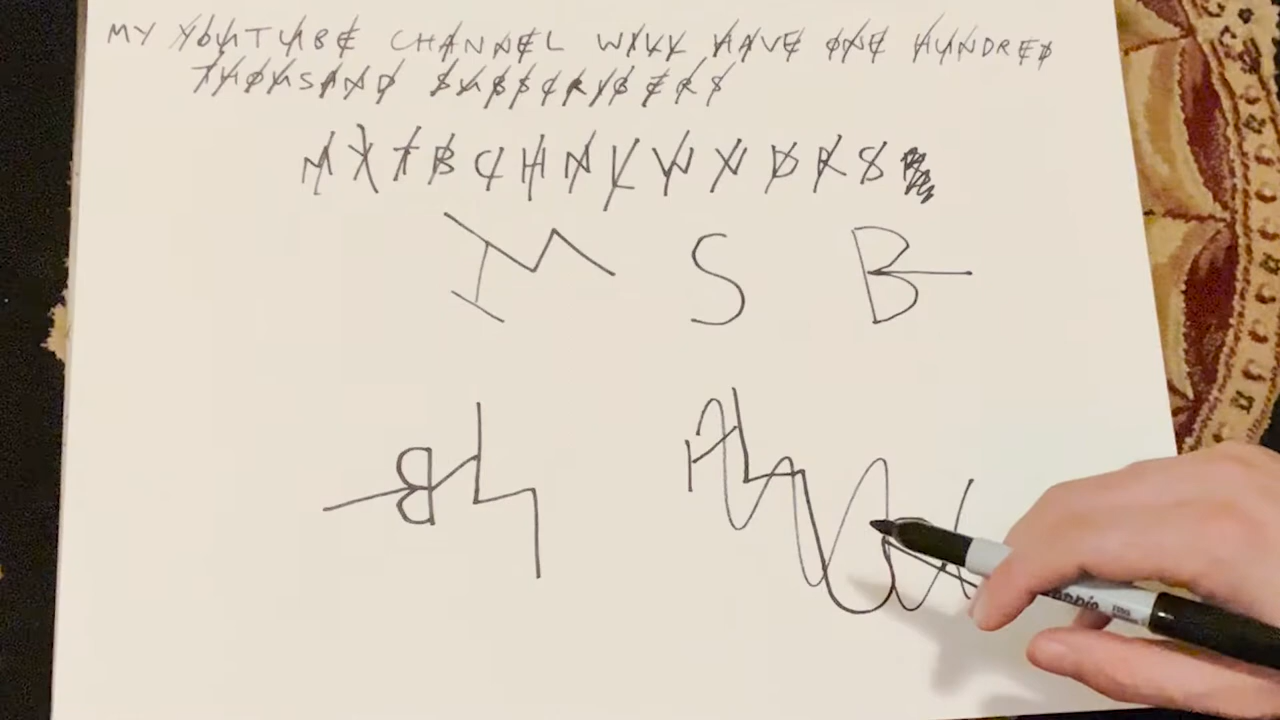 MY YOUTUBE CHANNEL WILL HAVE ONE HUNDRED
THOUSAND SUBSCRIBERS
M Y T B C H N L W V D R S
M S B
B